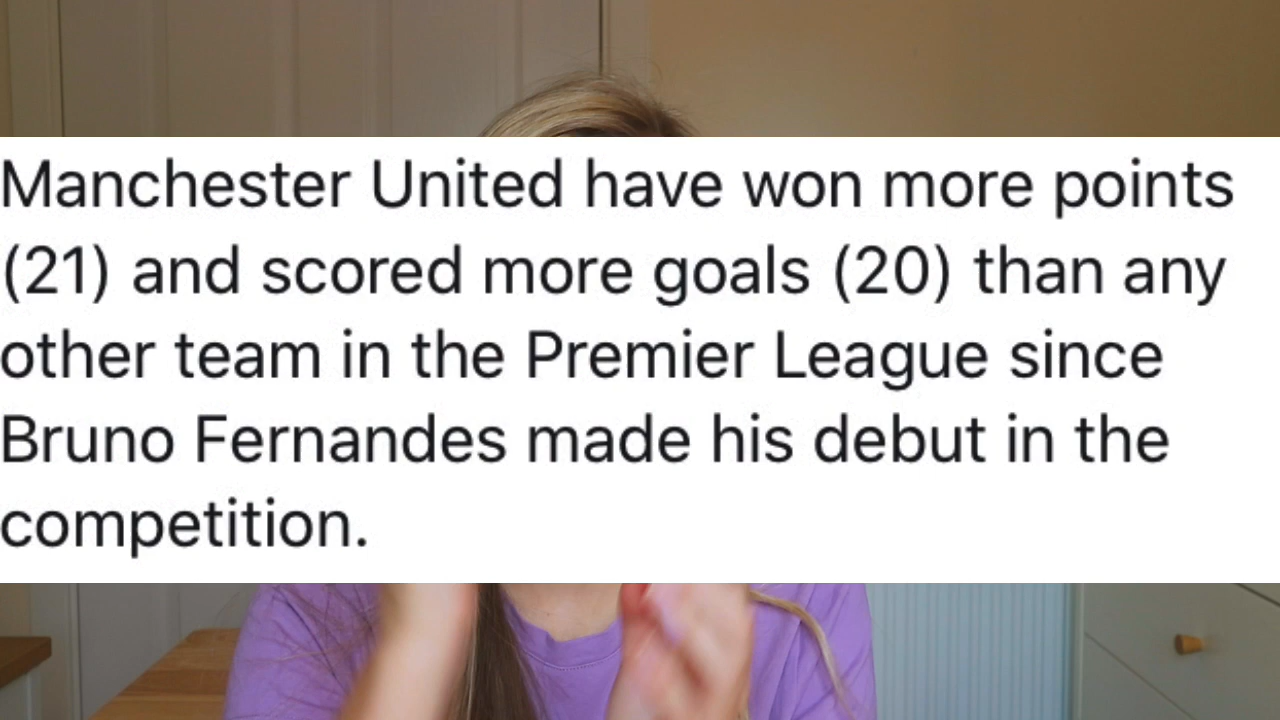 Manchester United have won more points
(21) and scored more goals (20) than any
other team in the Premier League since
Bruno Fernandes made his debut in the
competition.